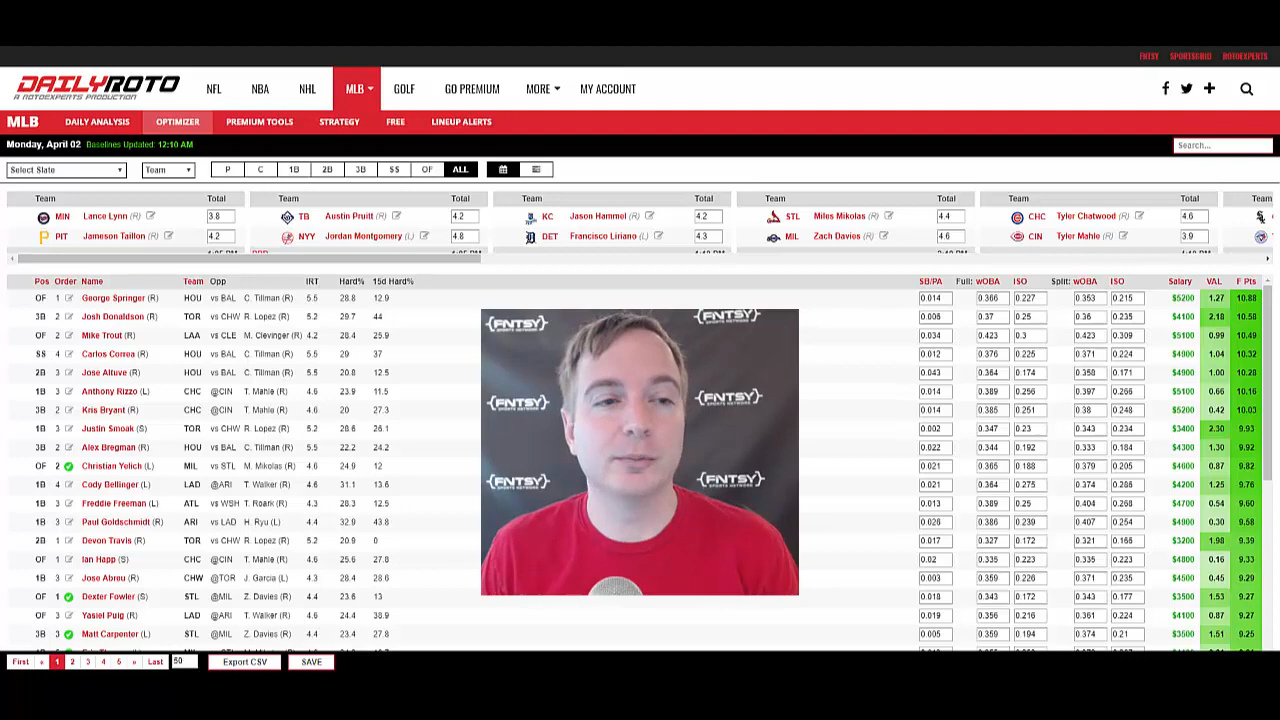 FNTSY SPORTSGRID ROTOEXPERTS
DAILYROTO NFL NBA NHL MLB GOLF GO PREMIUM MORE MY ACCOUNT
A ROTOEXPERTS PRODUCTION
MLB DAILY ANALYSIS OPTIMIZER PREMIUM TOOLS STRATEGY FREE LINEUP ALERTS
Monday, April 02 Baselines Updated: 12:10 AM Search...
Select Slate Team P C 1B 2B 3B SS OF ALL
Team Total Team Total Team Total Team Total Team Total Team
MIN Lance Lynn (R) 3.8 TB Austin Pruitt (R) 4.2 KC Jason Hammel (R) 4.2 STL Miles Mikolas (R) 4.4 CHC Tyler Chatwood (R) 4.6
PIT Jameson Taillon (R) 4.2 NYY Jordan Montgomery (L) 4.8 DET Francisco Liriano (L) 4.3 MIL Zach Davies (R) 4.6 CIN Tyler Mahle (R) 3.9
Pos Order Name Team Opp IRT Hard% 15d Hard% SB/PA Full: wOBA ISO Split: wOBA ISO Salary VAL F Pts
OF 1 George Springer (R) HOU vs BAL C. Tillman (R) 5.5 28.8 12.9 0.014 0.366 0.227 0.353 0.215 $5200 1.27 10.88
3B 2 Josh Donaldson (R) TOR vs CHW R. Lopez (R) 5.2 29.7 44 0.006 0.37 0.25 0.36 0.235 $4100 2.18 10.58
OF 2 Mike Trout (R) LAA vs CLE M. Clevinger (R) 4.2 28.4 25.9 0.034 0.423 0.3 0.423 0.309 $5100 0.99 10.49
SS 4 Carlos Correa (R) HOU vs BAL C. Tillman (R) 5.5 29 37 0.012 0.376 0.225 0.371 0.224 $4900 1.04 10.32
2B 3 Jose Altuve (R) HOU vs BAL C. Tillman (R) 5.5 20.8 12.5 0.043 0.364 0.174 0.358 0.171 $4900 1.00 10.28
1B 3 Anthony Rizzo (L) CHC @CIN T. Mahle (R) 4.6 23.9 11.5 0.014 0.389 0.256 0.397 0.266 $5100 0.66 10.16
3B 2 Kris Bryant (R) CHC @CIN T. Mahle (R) 4.6 20 27.3 0.014 0.385 0.251 0.38 0.248 $5200 0.42 10.03
1B 3 Justin Smoak (S) TOR vs CHW R. Lopez (R) 5.2 28.6 26.1 0.002 0.347 0.23 0.343 0.234 $3400 2.30 9.93
3B 2 Alex Bregman (R) HOU vs BAL C. Tillman (R) 5.5 22.2 24.2 0.022 0.344 0.192 0.333 0.184 $4300 1.30 9.92
OF 2 Christian Yelich (L) MIL vs STL M. Mikolas (R) 4.6 24.9 12 0.021 0.365 0.188 0.379 0.205 $4600 0.87 9.82
1B 4 Cody Bellinger (L) LAD @ARI T. Walker (R) 4.6 31.1 13.6 0.021 0.364 0.275 0.374 0.286 $4200 1.25 9.76
1B 3 Freddie Freeman (L) ATL vs WSH T. Roark (R) 4.3 28.3 12.5 0.013 0.389 0.25 0.404 0.268 $4700 0.54 9.60
1B 3 Paul Goldschmidt (R) ARI vs LAD H. Ryu (L) 4.4 32.9 43.8 0.026 0.386 0.239 0.407 0.254 $4900 0.30 9.58
2B 1 Devon Travis (R) TOR vs CHW R. Lopez (R) 5.2 20.9 0 0.017 0.327 0.172 0.321 0.166 $3200 1.98 9.39
OF 1 Ian Happ (S) CHC @CIN T. Mahle (R) 4.6 25.6 27.8 0.02 0.335 0.223 0.335 0.223 $4800 0.16 9.33
1B 3 Jose Abreu (R) CHW @TOR J. Garcia (L) 4.3 28.4 28.6 0.003 0.359 0.226 0.371 0.235 $4500 0.45 9.29
OF 1 Dexter Fowler (S) STL @MIL Z. Davies (R) 4.4 23.6 13 0.018 0.343 0.172 0.343 0.177 $3500 1.53 9.27
OF 3 Yasiel Puig (R) LAD @ARI T. Walker (R) 4.6 24.4 38.9 0.019 0.356 0.216 0.361 0.224 $4100 0.87 9.27
3B 3 Matt Carpenter (L) STL @MIL Z. Davies (R) 4.4 23.4 27.8 0.005 0.359 0.194 0.374 0.21 $3500 1.51 9.25
{FNTSY} {FNTSY}
SPORTS NETWORK SPORTS NETWORK
{FNTSY} {FNTSY}
SPORTS NETWORK SPORTS NETWORK
{FNTSY} {FNTSY}
SPORTS NETWORK SPORTS NETWORK
First « 1 2 3 4 5 » Last 50 Export CSV SAVE